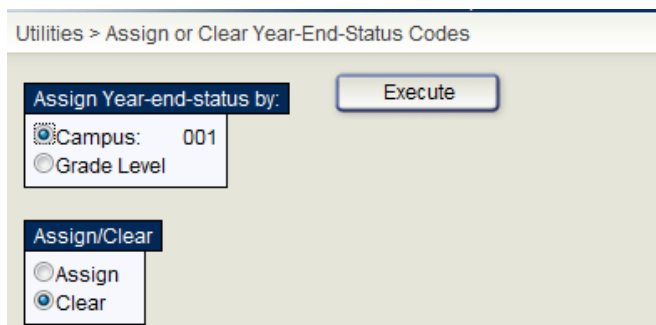 Utilities > Assign or Clear Year-End-Status Codes
Assign Year-end-status by:
Execute
Campus: 001
Grade Level
Assign/Clear
Assign
Clear